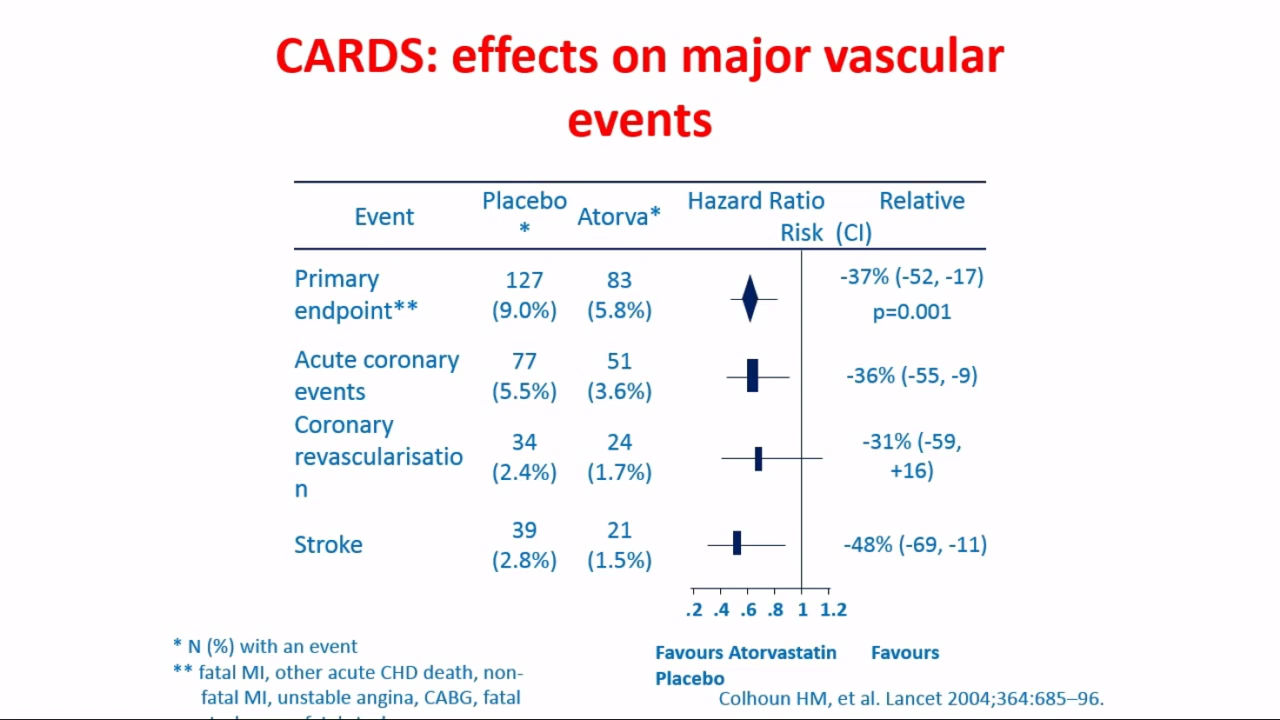 CARDS: effects on major vascular
events
Event Placebo
* Atorva* Hazard Ratio Relative
Risk (CI)
Primary
endpoint** 127
(9.0%) 83
(5.8%) -37% (-52, -17)
p=0.001
Acute coronary
events 77
(5.5%) 51
(3.6%) -36% (-55, -9)
Coronary
revascularisatio
n 34
(2.4%) 24
(1.7%) -31% (-59,
+16)
Stroke 39
(2.8%) 21
(1.5%) -48% (-69, -11)
.2 .4 .6 .8 1 1.2
Favours Atorvastatin Favours
Placebo
* N (%) with an event
** fatal MI, other acute CHD death, non-
fatal MI, unstable angina, CABG, fatal
Colhoun HM, et al. Lancet 2004;364:685–96.